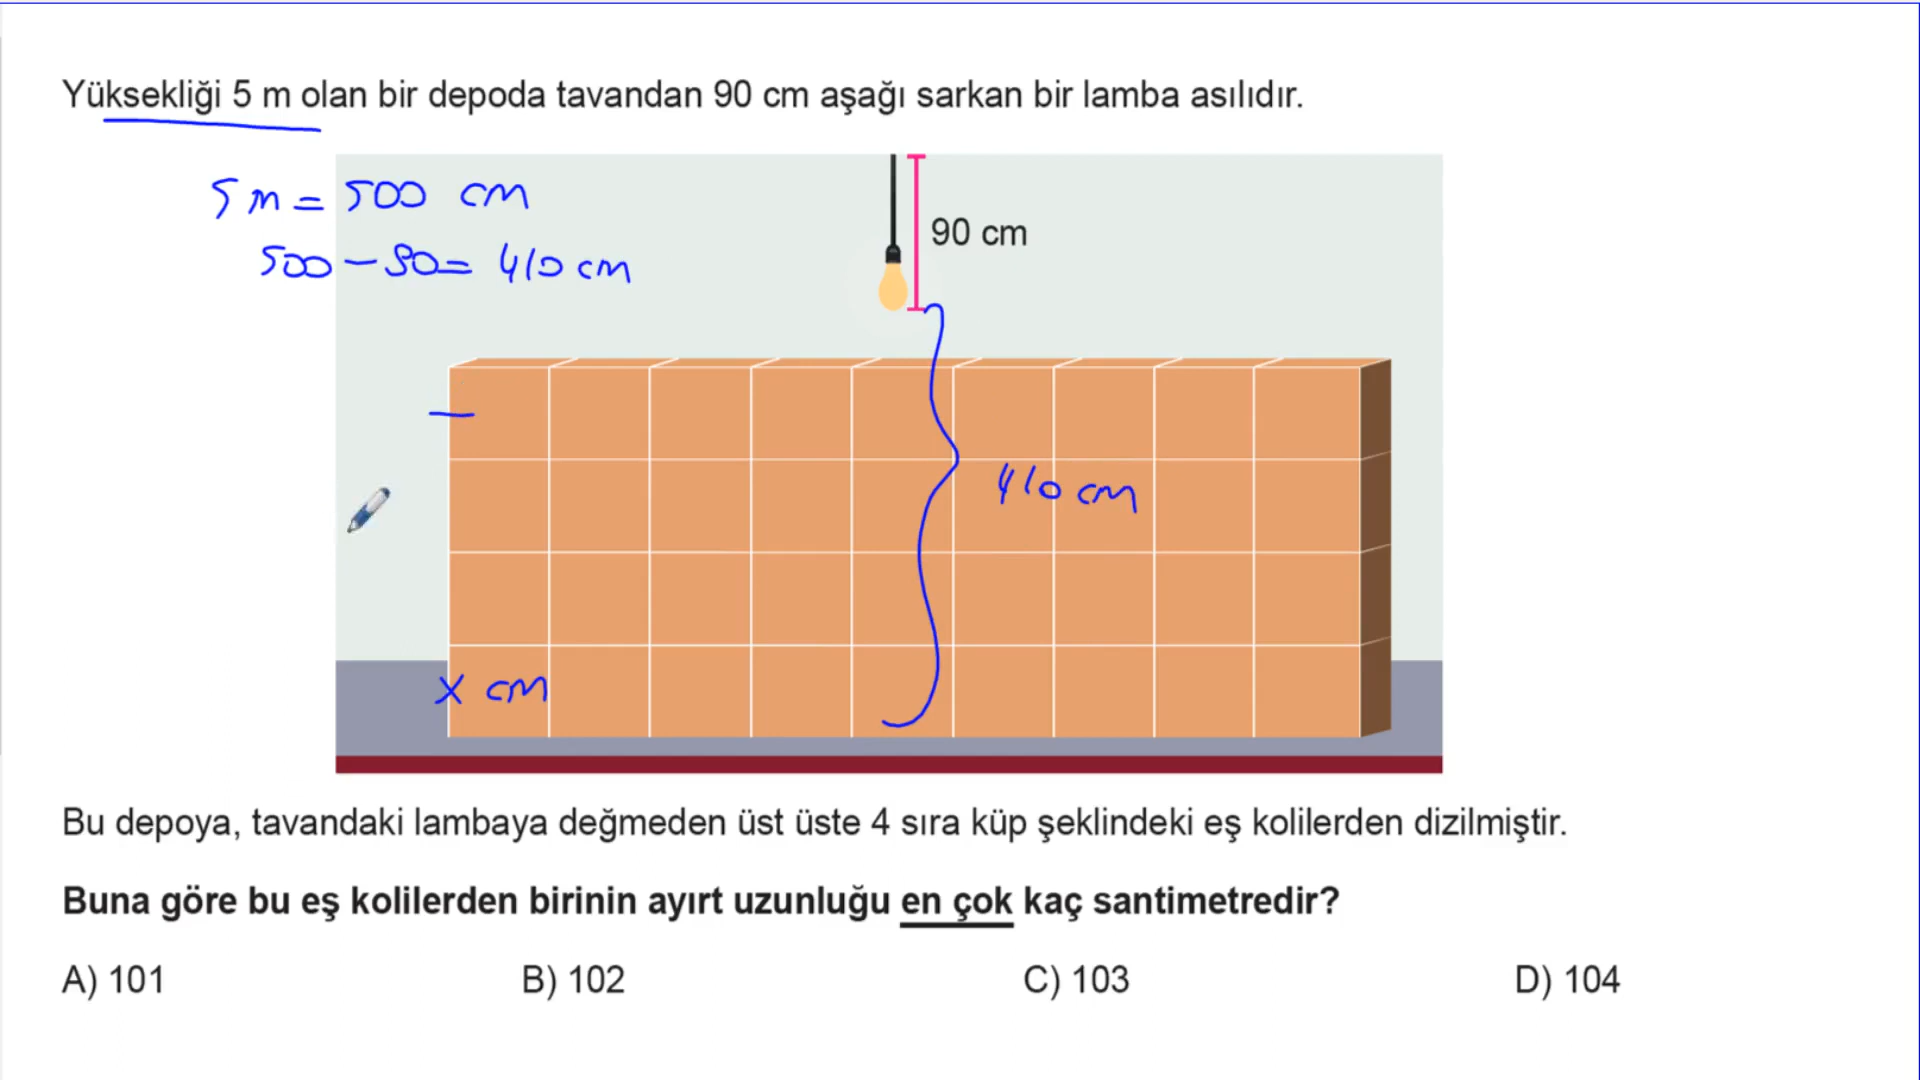 Yüksekliği 5 m olan bir depoda tavandan 90 cm aşağı sarkan bir lamba asılıdır.
5 m = 500 cm
500 - 90 = 410 cm
90 cm
410 cm
x cm
Bu depoya, tavandaki lambaya değmeden üst üste 4 sıra küp şeklindeki eş kolilerden dizilmiştir.
Buna göre bu eş kolilerden birinin ayırt uzunluğu en çok kaç santimetredir?
A) 101 B) 102 C) 103 D) 104